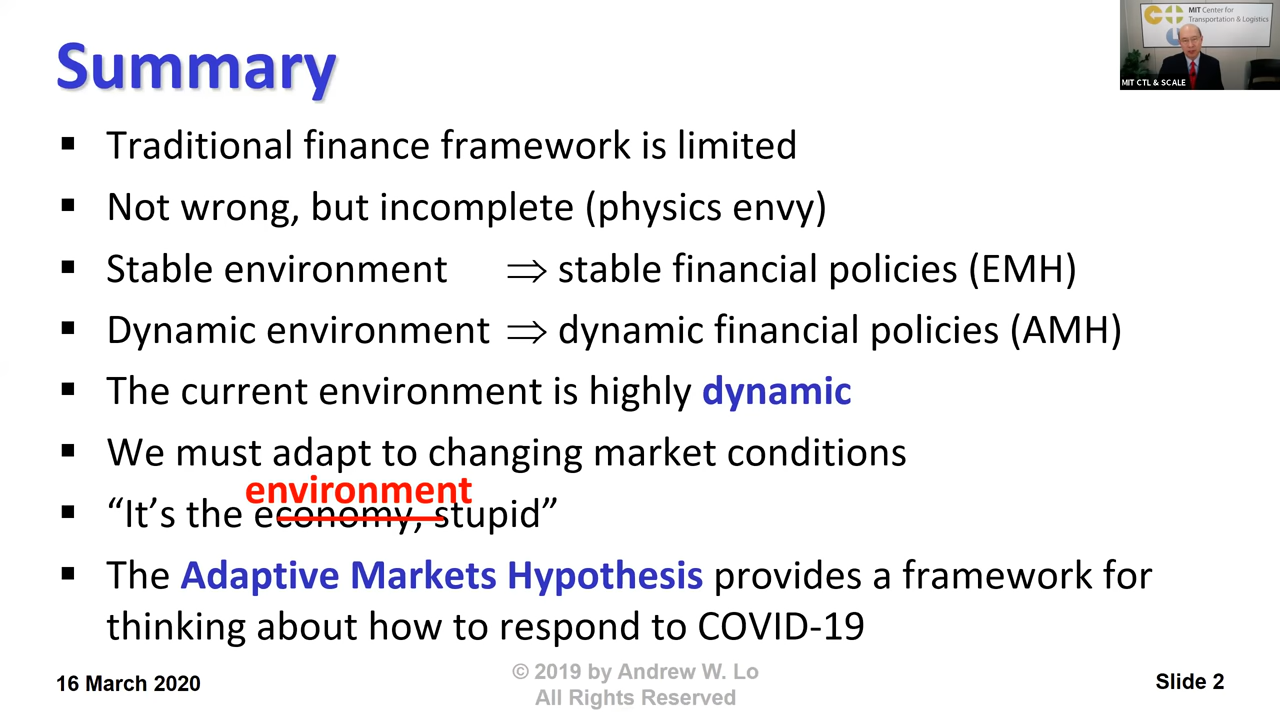 Summary
MIT Center for
Transportation & Logistics
MIT CTL & SCALE
▪ Traditional finance framework is limited
▪ Not wrong, but incomplete (physics envy)
▪ Stable environment ⇒ stable financial policies (EMH)
▪ Dynamic environment ⇒ dynamic financial policies (AMH)
▪ The current environment is highly dynamic
▪ We must adapt to changing market conditions
environment
▪ “It’s the economy, stupid”
▪ The Adaptive Markets Hypothesis provides a framework for
thinking about how to respond to COVID-19
16 March 2020
© 2019 by Andrew W. Lo
All Rights Reserved
Slide 2